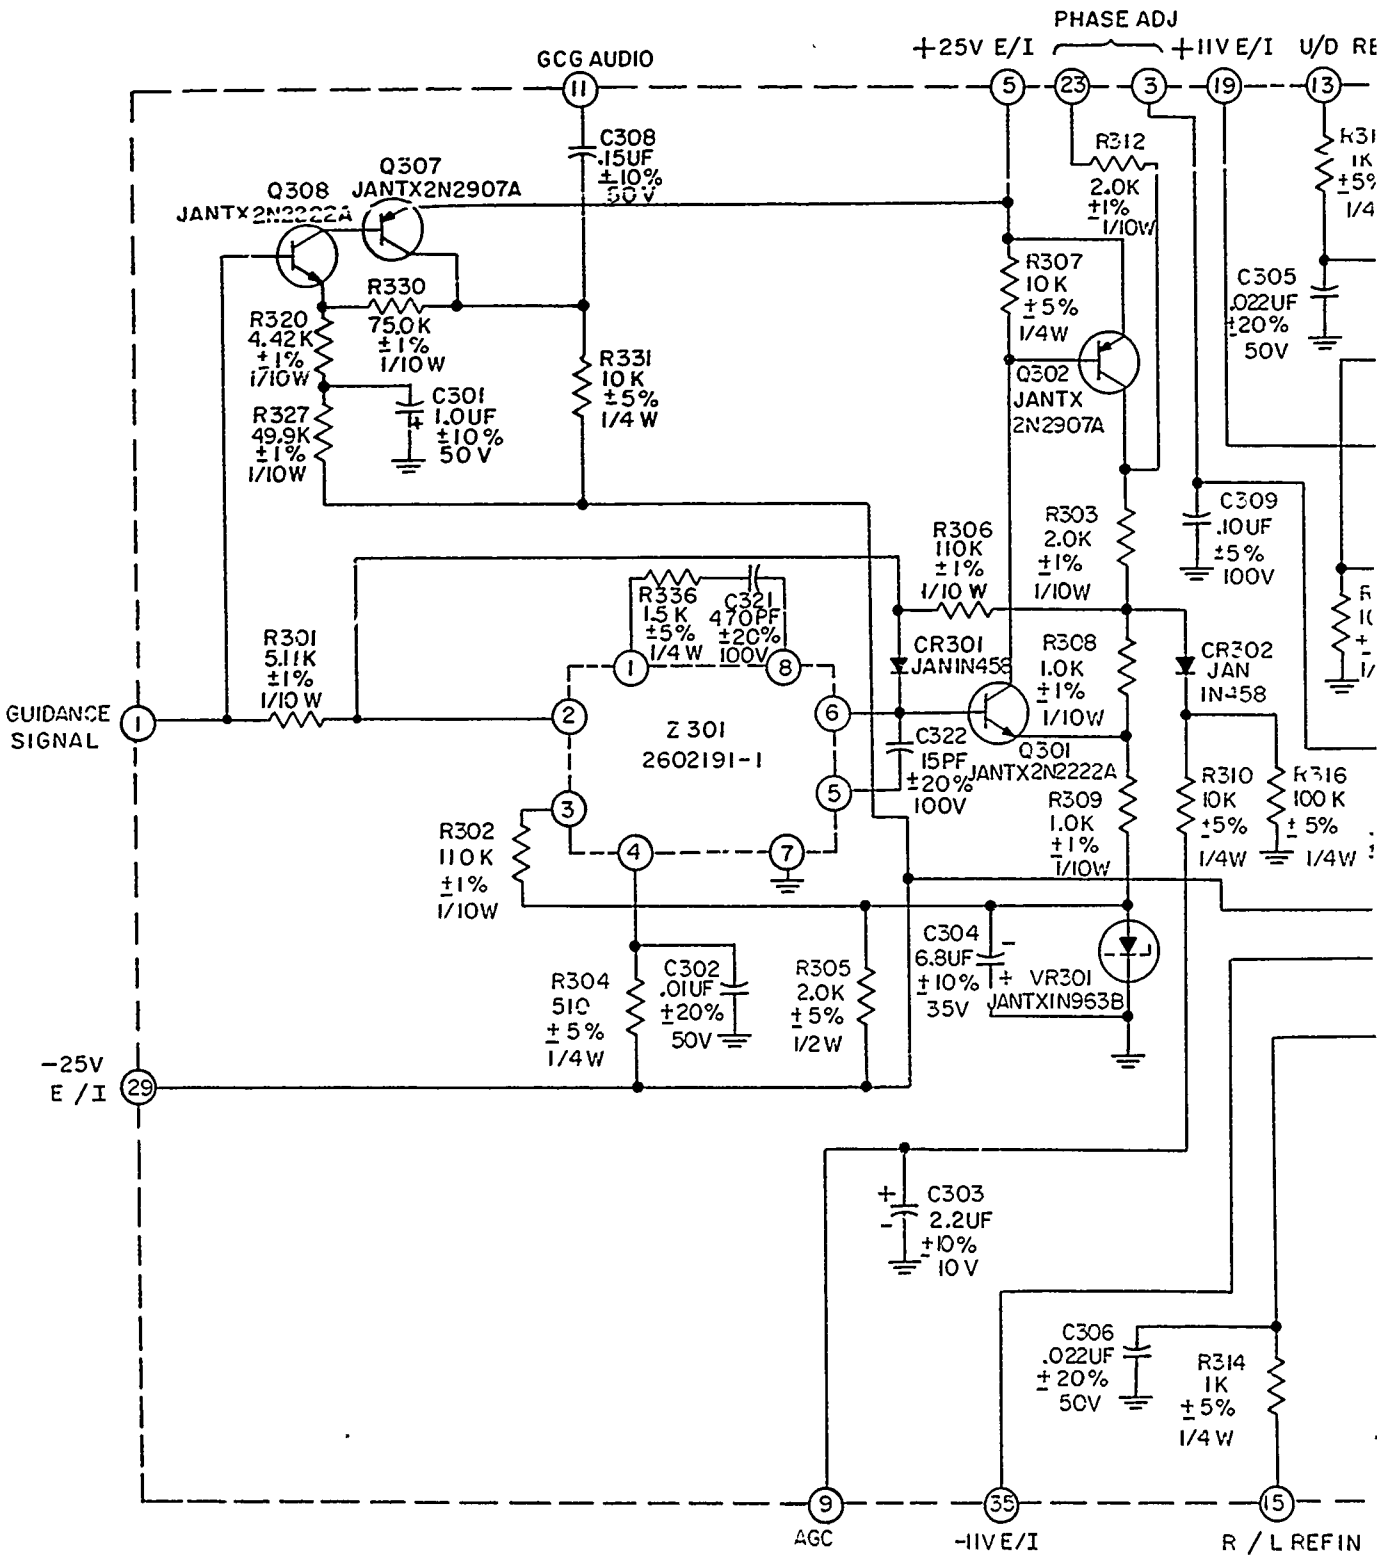 PHASE ADJ
+25V E/I
+11V E/I
U/D RE
GCG AUDIO
11
5
23
3
19
13
C308
.15UF
±10%
50V
R312
2.0K
±1%
1/10W
R31
1K
±5%
1/4
Q307
JANTX2N2907A
Q308
JANTX2N2222A
R307
10K
±5%
1/4W
C305
.022UF
±20%
50V
R330
75.0K
±1%
1/10W
R320
4.42K
±1%
1/10W
R331
10K
±5%
1/4W
Q302
JANTX
2N2907A
C301
+
1.0UF
±10%
50V
R327
49.9K
±1%
1/10W
R306
110K
±1%
1/10W
R303
2.0K
±1%
1/10W
C309
.10UF
±5%
100V
R336
1.5K
±5%
1/4W
C321
470PF
±20%
100V
R301
5.11K
±1%
1/10W
CR301
JAN1N458
R308
1.0K
±1%
1/10W
CR302
JAN
1N458
R
10
±
1/
GUIDANCE
SIGNAL
1
1
8
2
6
Z301
2602191-1
3
5
4
7
C322
15PF
±20%
100V
Q301
JANTX2N2222A
R309
1.0K
±1%
1/10W
R310
10K
±5%
1/4W
R316
100K
±5%
1/4W
±
R302
110K
±1%
1/10W
R304
510
±5%
1/4W
C302
.01UF
±20%
50V
R305
2.0K
±5%
1/2W
C304
6.8UF
±10%
35V
-
+
VR301
JANTX1N963B
-25V
E/I
29
+
-
C303
2.2UF
±10%
10V
C306
.022UF
±20%
50V
R314
1K
±5%
1/4W
9
35
15
AGC
-11VE/I
R / L REF IN